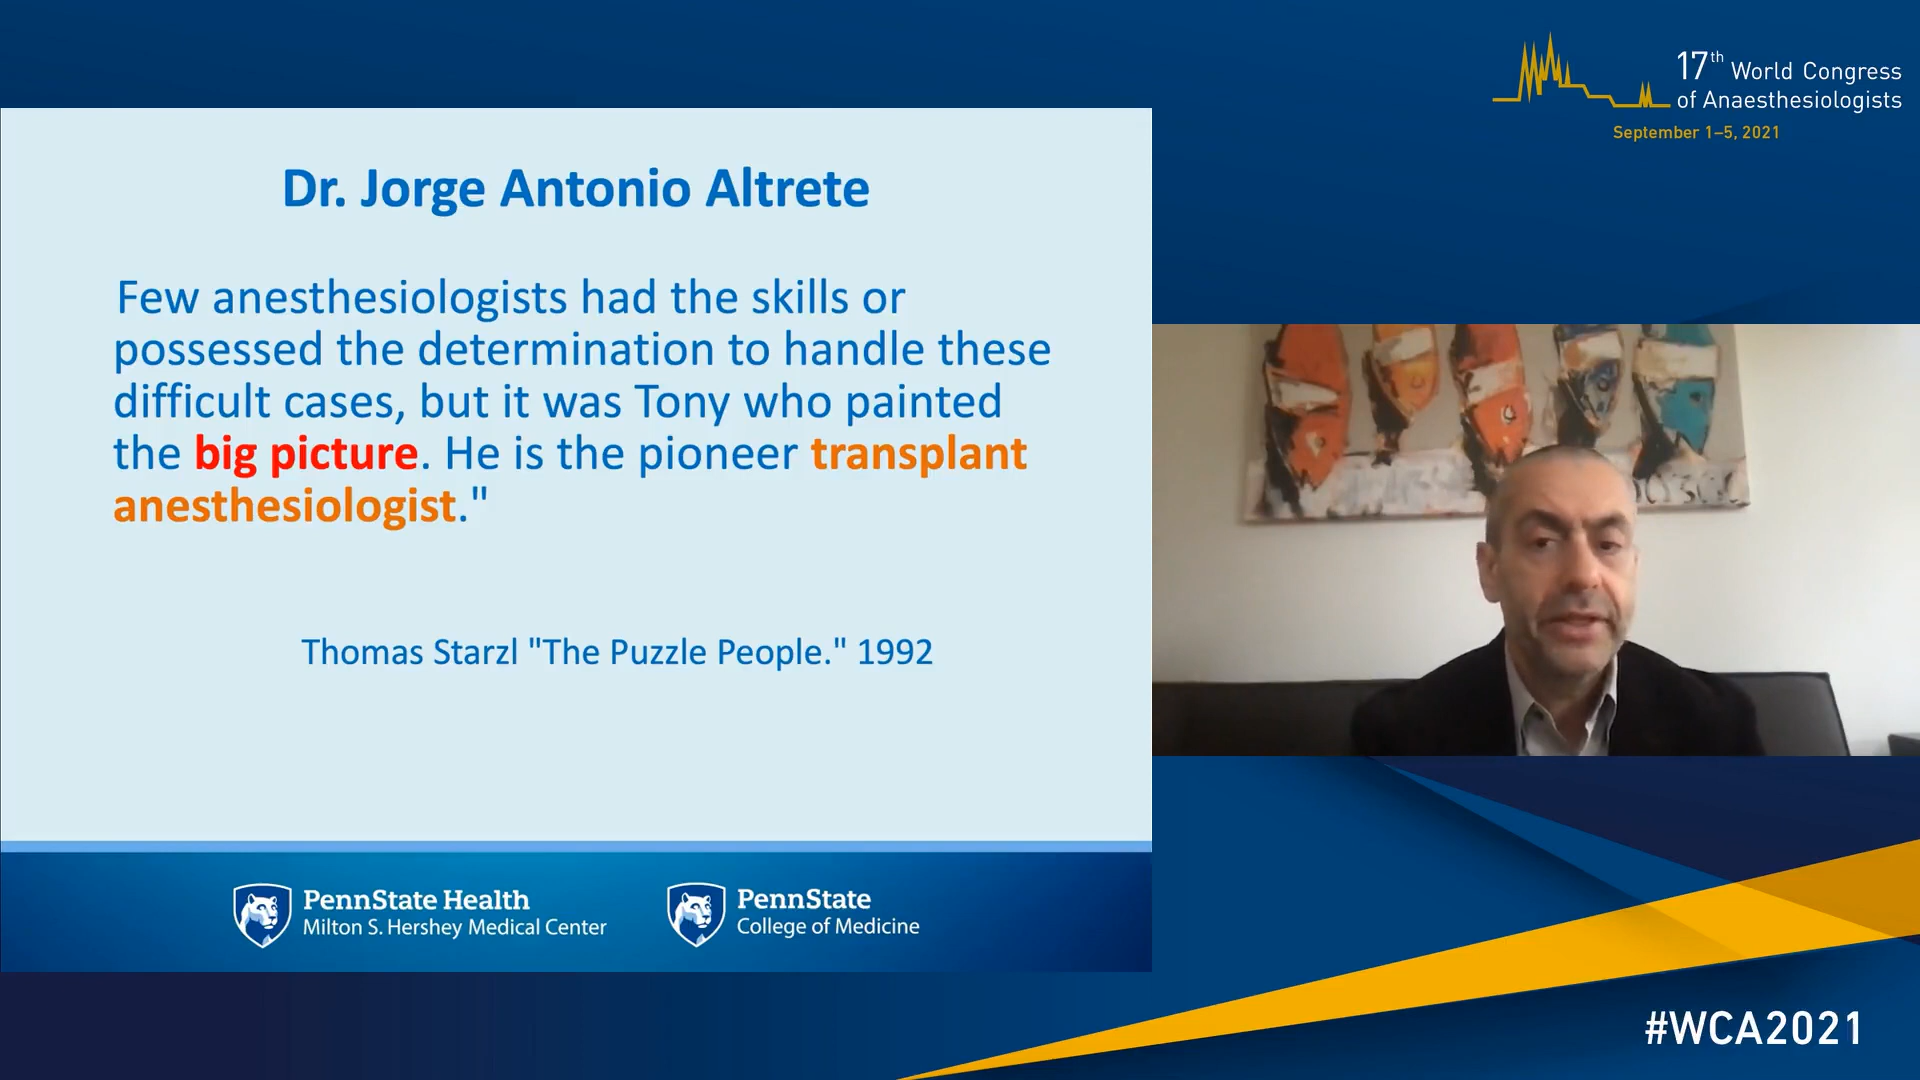 17th World Congress
of Anaesthesiologists
September 1–5, 2021
Dr. Jorge Antonio Altrete
Few anesthesiologists had the skills or
possessed the determination to handle these
difficult cases, but it was Tony who painted
the big picture. He is the pioneer transplant
anesthesiologist."
Thomas Starzl "The Puzzle People." 1992
PennState Health
Milton S. Hershey Medical Center
PennState
College of Medicine
#WCA2021